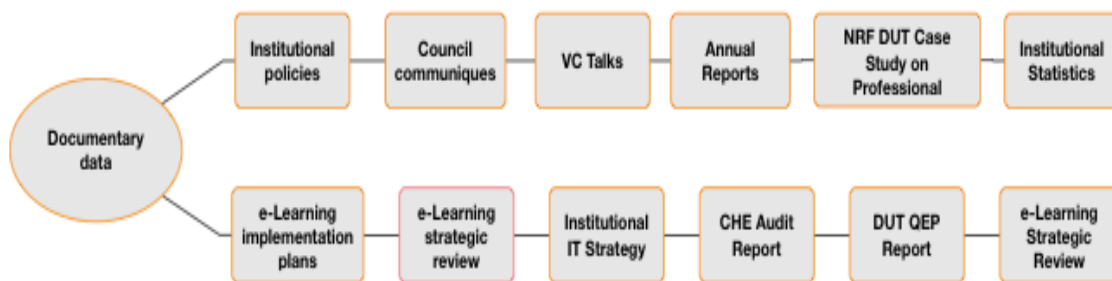 Documentary
data
Institutional
policies
Council
communiques
VC Talks
Annual
Reports
NRF DUT Case
Study on
Professional
Institutional
Statistics
e-Learning
implementation
plans
e-Learning
strategic
review
Institutional
IT Strategy
CHE Audit
Report
DUT QEP
Report
e-Learning
Strategic
Review